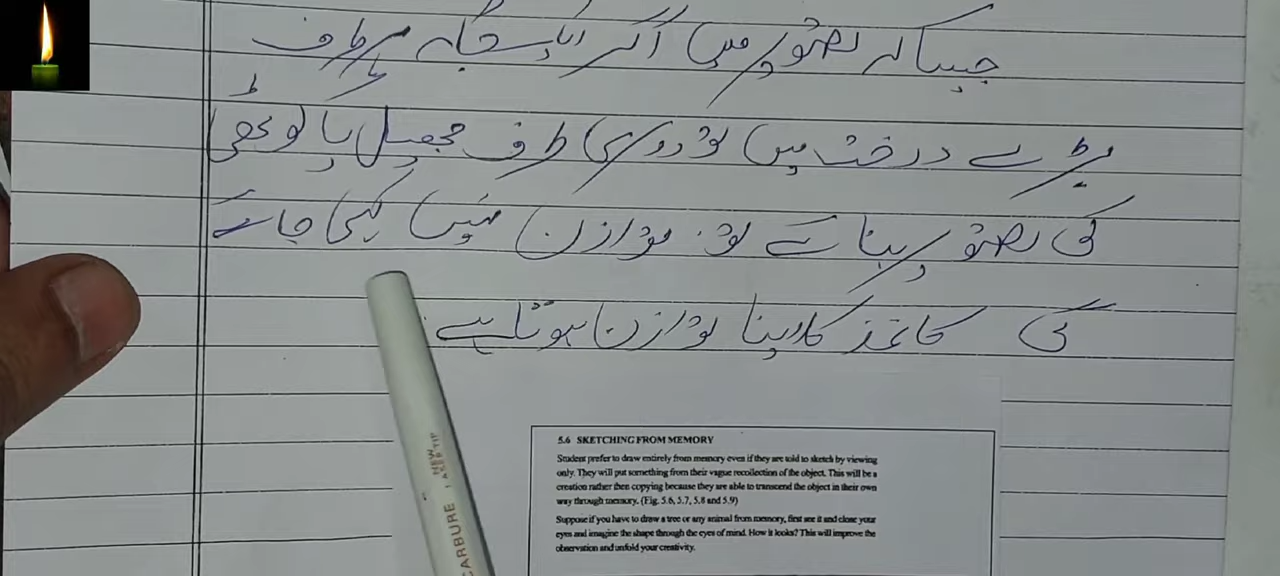 جیسا کہ تصویر میں اگر ایک جگہ ہر طرف
بڑے درخت ہیں تو دوسری طرف جھیل یا کوٹھی
کی تصویر بنائے تو توازن نہیں کی جائے
گی کاغذ کا اپنا توازن ہوتا ہے
5.6 SKETCHING FROM MEMORY
Student prefer to draw entirely from memory even if they are told to sketch by viewing
only. They will put something from their vague recollection of the object. This will be a
creation rather then copying because they are able to transcend the object in their own
way through memory. (Fig. 5.6, 5.7, 5.8 and 5.9)
Suppose if you have to draw a tree or any animal from memory, first see it and close your
eyes and imagine the shape through the eyes of mind. How it looks? This will improve the
observation and unfold your creativity.
NEW
LASER TIP
CARBURE